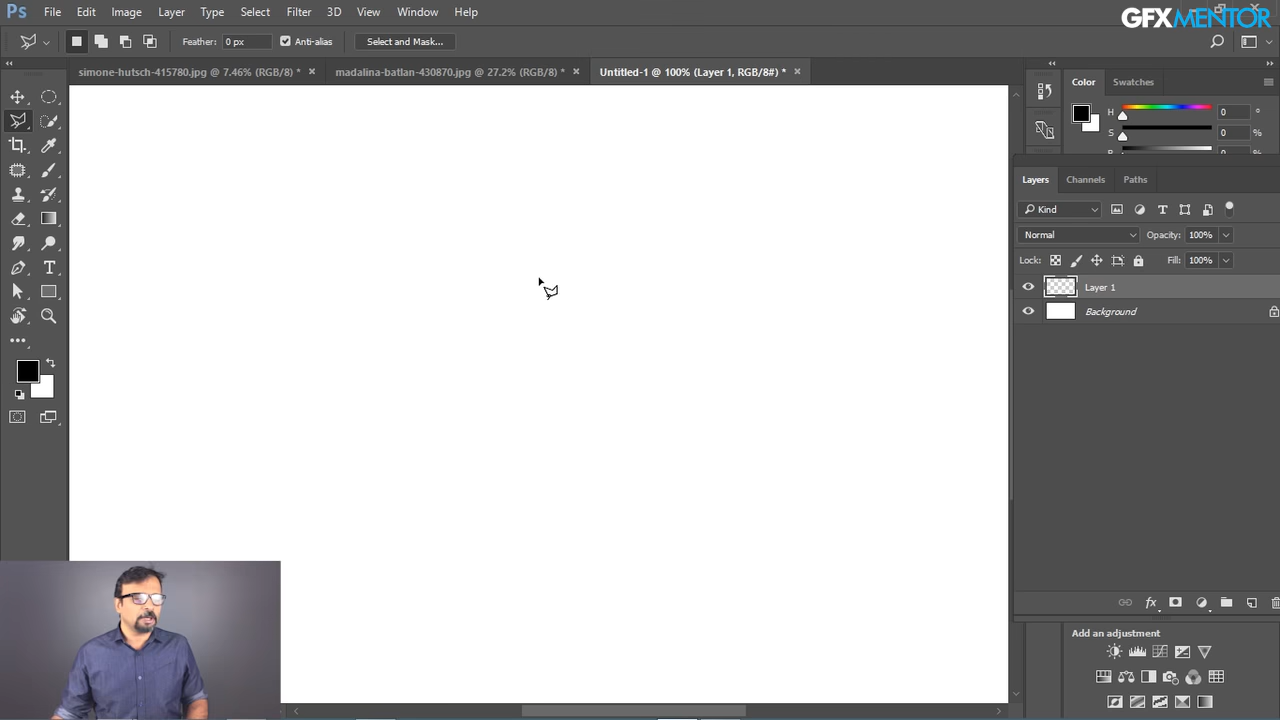 Ps File Edit Image Layer Type Select Filter 3D View Window Help
GFXMENTOR
Feather: 0 px Anti-alias Select and Mask...
simone-hutsch-415780.jpg @ 7.46% (RGB/8) * × madalina-batlan-430870.jpg @ 27.2% (RGB/8) * × Untitled-1 @ 100% (Layer 1, RGB/8#) * ×
Color Swatches
H 0 °
S 0 %
Layers Channels Paths
Kind
Normal Opacity: 100%
Lock: Fill: 100%
Layer 1
Background
fx
Add an adjustment